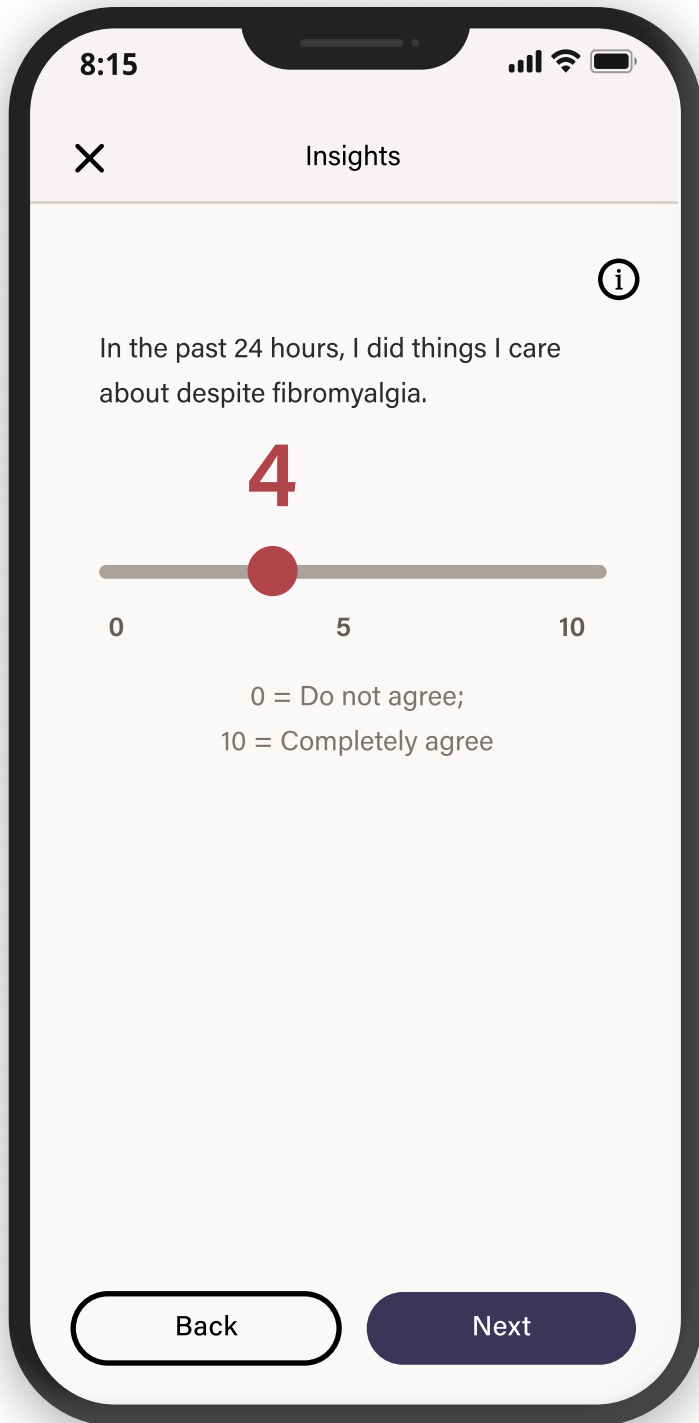 8:15
Insights
i
In the past 24 hours, I did things I care
about despite fibromyalgia.
4
0 5 10
0 = Do not agree;
10 = Completely agree
Back Next